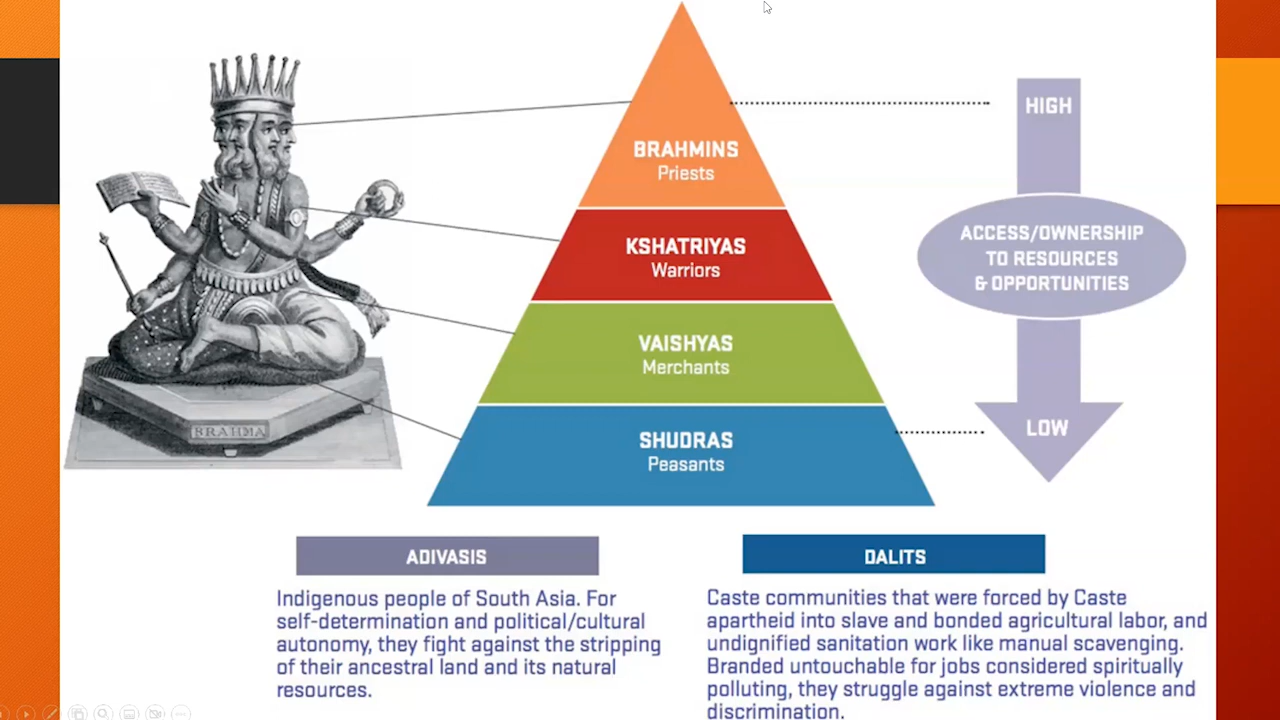 BRAHMINS
Priests
KSHATRIYAS
Warriors
VAISHYAS
Merchants
SHUDRAS
Peasants
HIGH
ACCESS/OWNERSHIP
TO RESOURCES
& OPPORTUNITIES
LOW
BRAHMA
ADIVASIS
Indigenous people of South Asia. For
self-determination and political/cultural
autonomy, they fight against the stripping
of their ancestral land and its natural
resources.
DALITS
Caste communities that were forced by Caste
apartheid into slave and bonded agricultural labor, and
undignified sanitation work like manual scavenging.
Branded untouchable for jobs considered spiritually
polluting, they struggle against extreme violence and
discrimination.